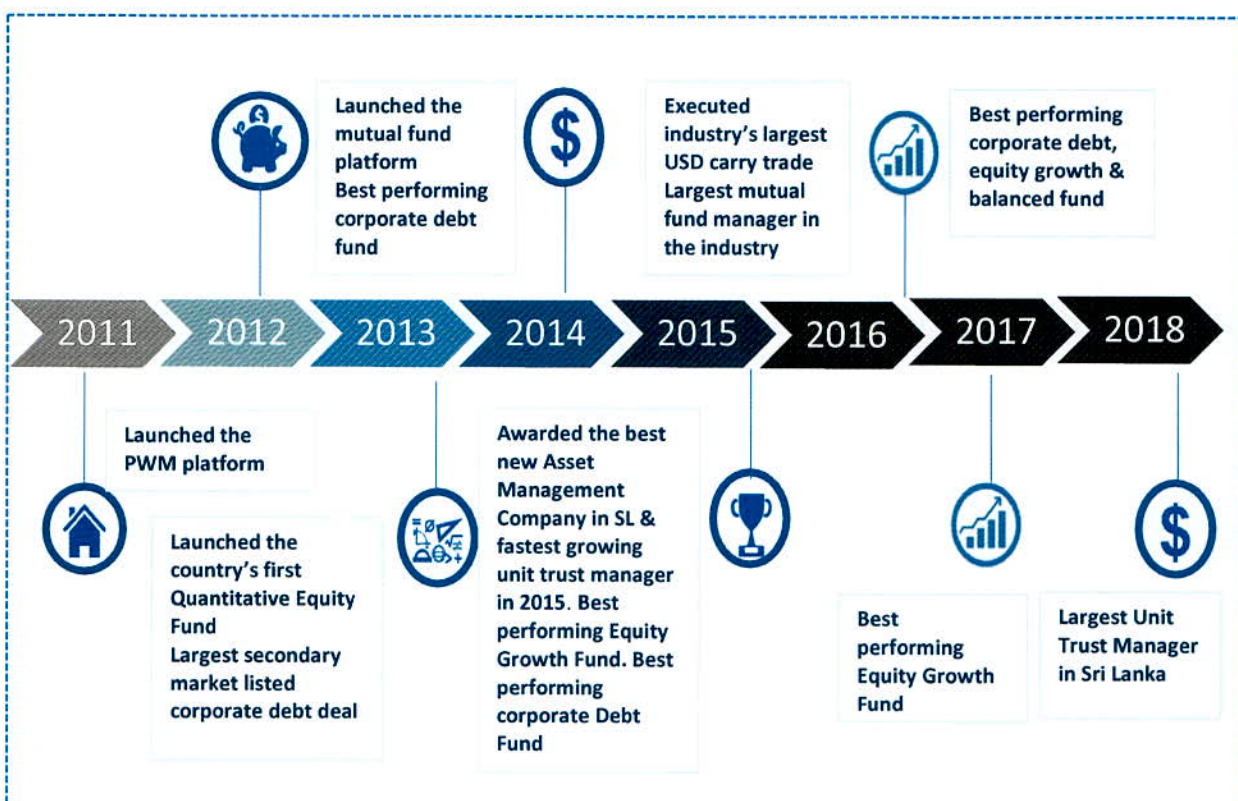 Launched the
mutual fund
platform
Best performing
corporate debt
fund
Executed
industry's largest
USD carry trade
Largest mutual
fund manager in
the industry
Best performing
corporate debt,
equity growth &
balanced fund
2011
2012
2013
2014
2015
2016
2017
2018
Launched the
PWM platform
Launched the
country's first
Quantitative Equity
Fund
Largest secondary
market listed
corporate debt deal
Awarded the best
new Asset
Management
Company in SL &
fastest growing
unit trust manager
in 2015. Best
performing Equity
Growth Fund. Best
performing
corporate Debt
Fund
Best
performing
Equity Growth
Fund
Largest Unit
Trust Manager
in Sri Lanka